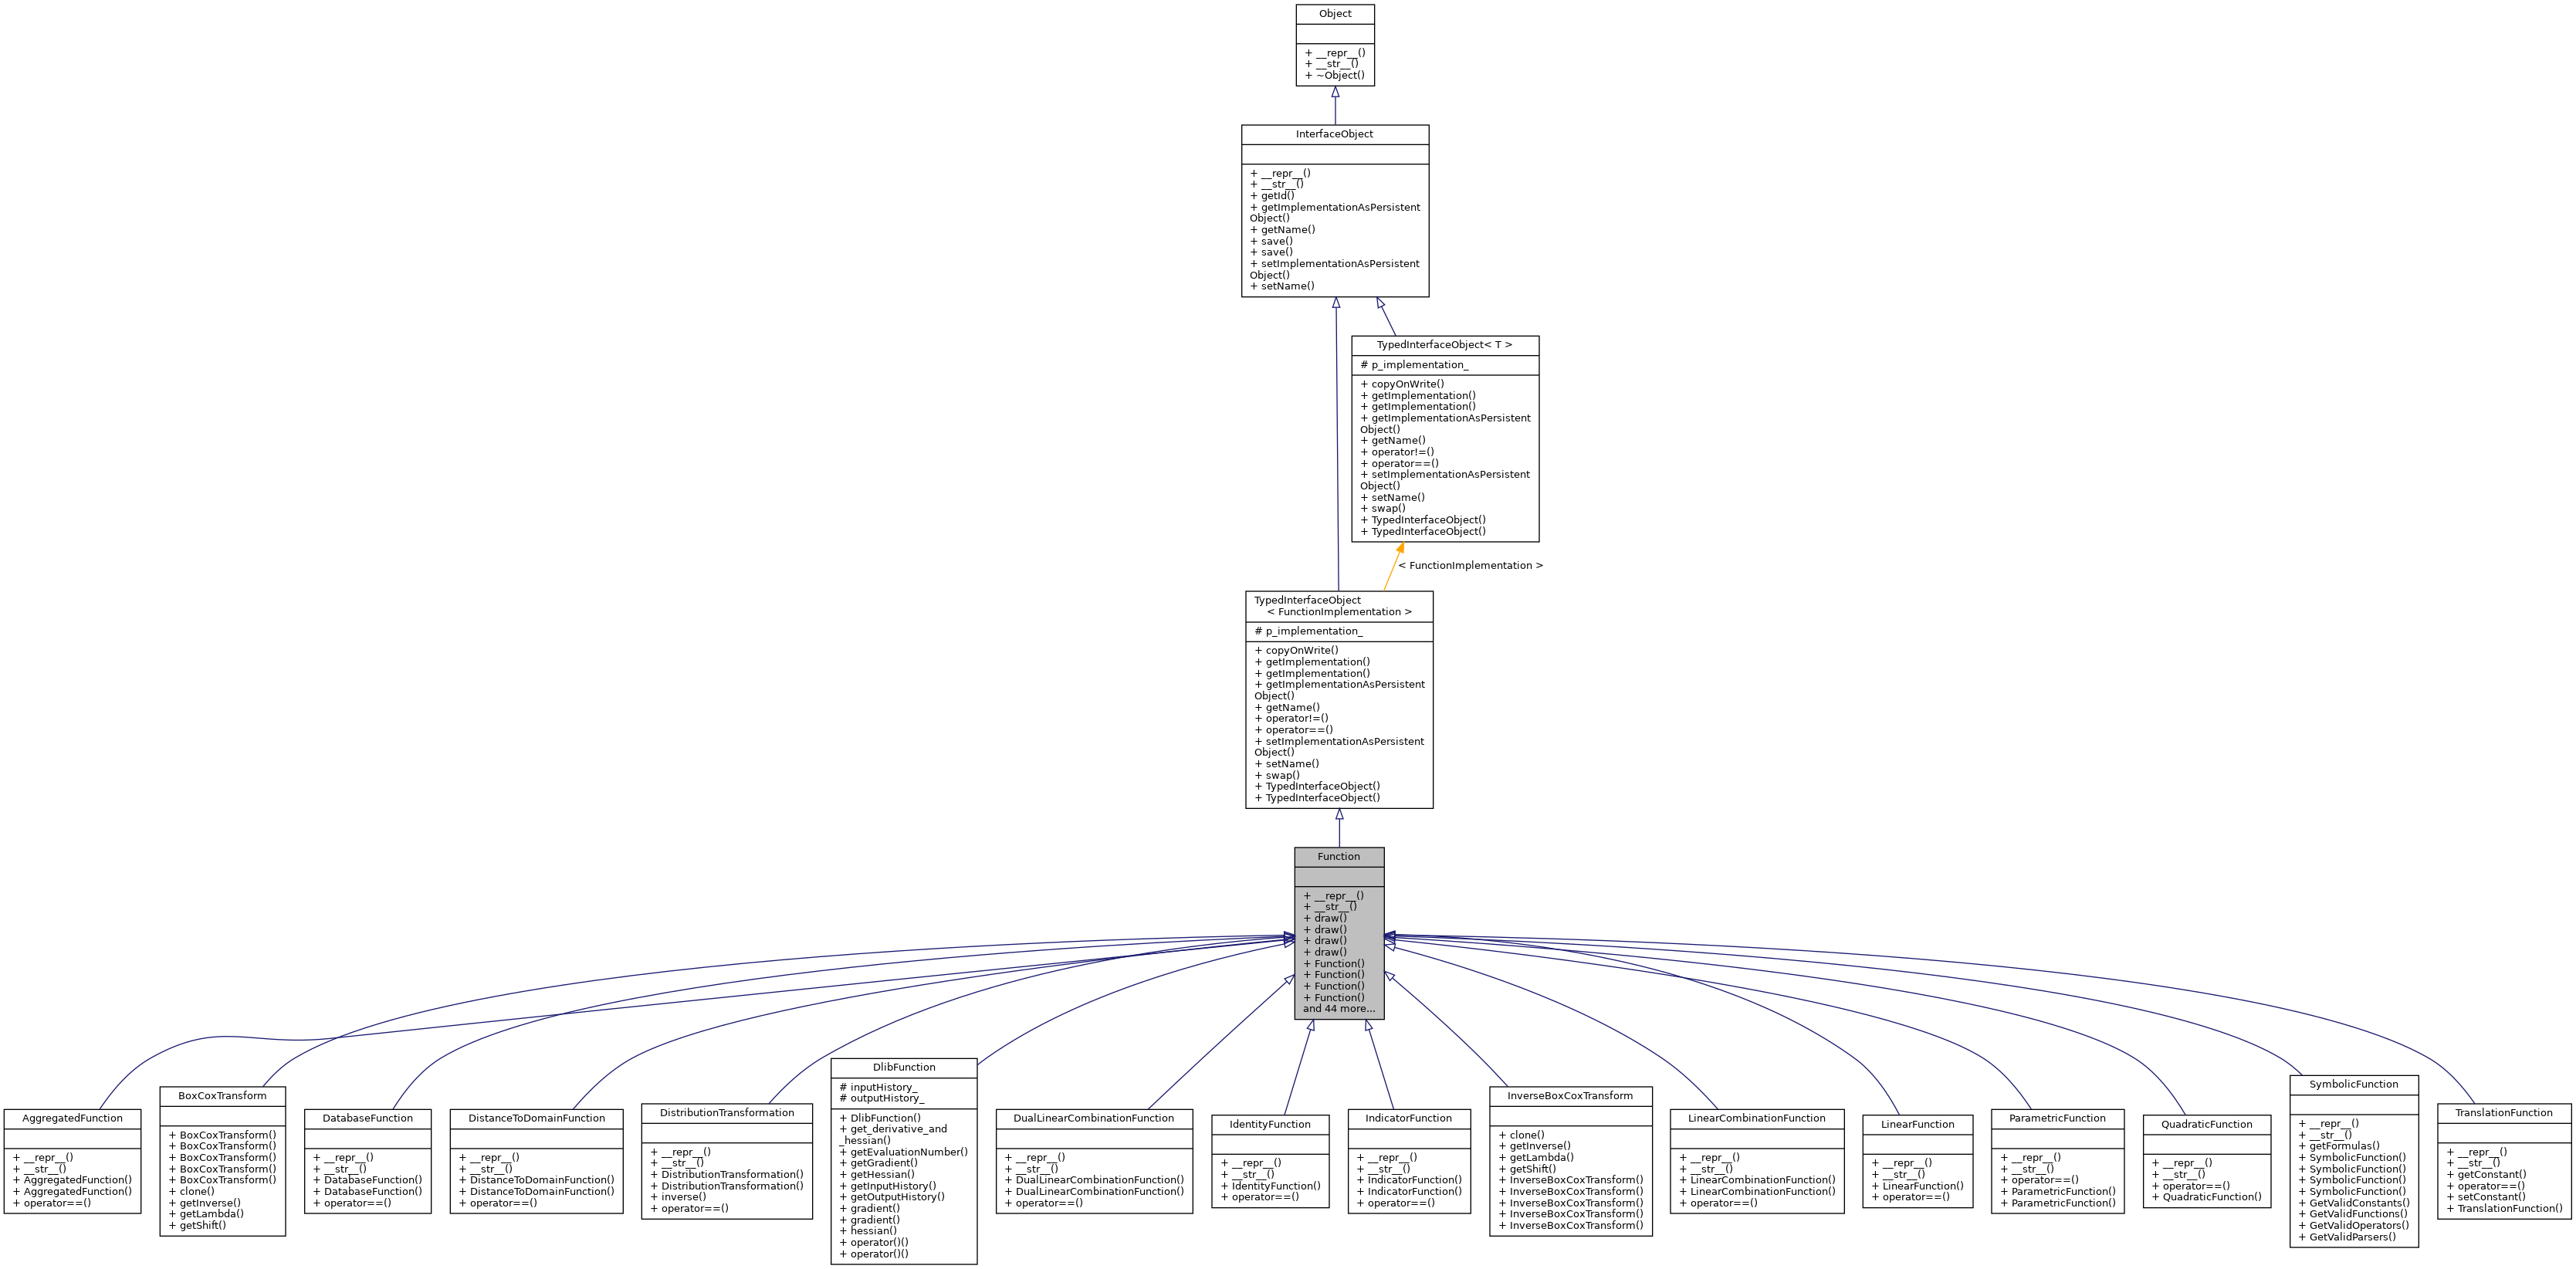 Object
+ __repr__()
+ __str__()
+ ~Object()
InterfaceObject
+ __repr__()
+ __str__()
+ getId()
+ getImplementationAsPersistent
Object()
+ getName()
+ save()
+ save()
+ setImplementationAsPersistent
Object()
+ setName()
TypedInterfaceObject< T >
# p_implementation_
+ copyOnWrite()
+ getImplementation()
+ getImplementation()
+ getImplementationAsPersistent
Object()
+ getName()
+ operator!=()
+ operator==()
+ setImplementationAsPersistent
Object()
+ setName()
+ swap()
+ TypedInterfaceObject()
+ TypedInterfaceObject()
< FunctionImplementation >
TypedInterfaceObject
< FunctionImplementation >
# p_implementation_
+ copyOnWrite()
+ getImplementation()
+ getImplementation()
+ getImplementationAsPersistent
Object()
+ getName()
+ operator!=()
+ operator==()
+ setImplementationAsPersistent
Object()
+ setName()
+ swap()
+ TypedInterfaceObject()
+ TypedInterfaceObject()
Function
+ __repr__()
+ __str__()
+ draw()
+ draw()
+ draw()
+ draw()
+ Function()
+ Function()
+ Function()
+ Function()
and 44 more...
AggregatedFunction
+ __repr__()
+ __str__()
+ AggregatedFunction()
+ AggregatedFunction()
+ operator==()
BoxCoxTransform
+ BoxCoxTransform()
+ BoxCoxTransform()
+ BoxCoxTransform()
+ BoxCoxTransform()
+ BoxCoxTransform()
+ clone()
+ getInverse()
+ getLambda()
+ getShift()
DatabaseFunction
+ __repr__()
+ __str__()
+ DatabaseFunction()
+ DatabaseFunction()
+ operator==()
DistanceToDomainFunction
+ __repr__()
+ __str__()
+ DistanceToDomainFunction()
+ DistanceToDomainFunction()
+ operator==()
DistributionTransformation
+ __repr__()
+ __str__()
+ DistributionTransformation()
+ DistributionTransformation()
+ inverse()
+ operator==()
DlibFunction
# inputHistory_
# outputHistory_
+ DlibFunction()
+ get_derivative_and
_hessian()
+ getEvaluationNumber()
+ getGradient()
+ getHessian()
+ getInputHistory()
+ getOutputHistory()
+ gradient()
+ gradient()
+ hessian()
+ operator()()
+ operator()()
DualLinearCombinationFunction
+ __repr__()
+ __str__()
+ DualLinearCombinationFunction()
+ DualLinearCombinationFunction()
+ operator==()
IdentityFunction
+ __repr__()
+ __str__()
+ IdentityFunction()
+ operator==()
IndicatorFunction
+ __repr__()
+ __str__()
+ IndicatorFunction()
+ IndicatorFunction()
+ operator==()
InverseBoxCoxTransform
+ clone()
+ getInverse()
+ getLambda()
+ getShift()
+ InverseBoxCoxTransform()
+ InverseBoxCoxTransform()
+ InverseBoxCoxTransform()
+ InverseBoxCoxTransform()
+ InverseBoxCoxTransform()
LinearCombinationFunction
+ __repr__()
+ __str__()
+ LinearCombinationFunction()
+ LinearCombinationFunction()
+ operator==()
LinearFunction
+ __repr__()
+ __str__()
+ LinearFunction()
+ operator==()
ParametricFunction
+ __repr__()
+ __str__()
+ operator==()
+ ParametricFunction()
+ ParametricFunction()
QuadraticFunction
+ __repr__()
+ __str__()
+ operator==()
+ QuadraticFunction()
SymbolicFunction
+ __repr__()
+ __str__()
+ getFormulas()
+ SymbolicFunction()
+ SymbolicFunction()
+ SymbolicFunction()
+ SymbolicFunction()
+ GetValidConstants()
+ GetValidFunctions()
+ GetValidOperators()
+ GetValidParsers()
TranslationFunction
+ __repr__()
+ __str__()
+ getConstant()
+ operator==()
+ setConstant()
+ TranslationFunction()